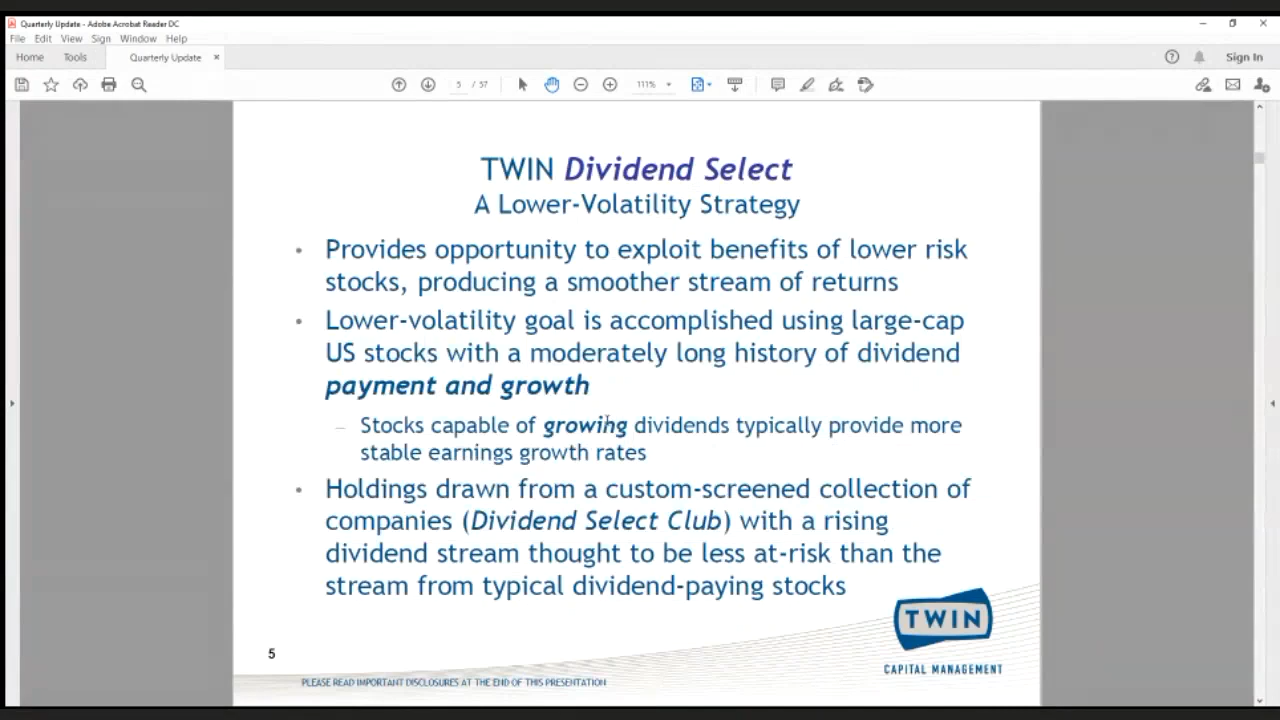 Quarterly Update - Adobe Acrobat Reader DC
File Edit View Sign Window Help
Home Tools Quarterly Update × Sign In
5 / 57 111%
TWIN Dividend Select
A Lower-Volatility Strategy
• Provides opportunity to exploit benefits of lower risk
stocks, producing a smoother stream of returns
• Lower-volatility goal is accomplished using large-cap
US stocks with a moderately long history of dividend
payment and growth
– Stocks capable of growing dividends typically provide more
stable earnings growth rates
• Holdings drawn from a custom-screened collection of
companies (Dividend Select Club) with a rising
dividend stream thought to be less at-risk than the
stream from typical dividend-paying stocks
TWIN
CAPITAL MANAGEMENT
5
PLEASE READ IMPORTANT DISCLOSURES AT THE END OF THIS PRESENTATION